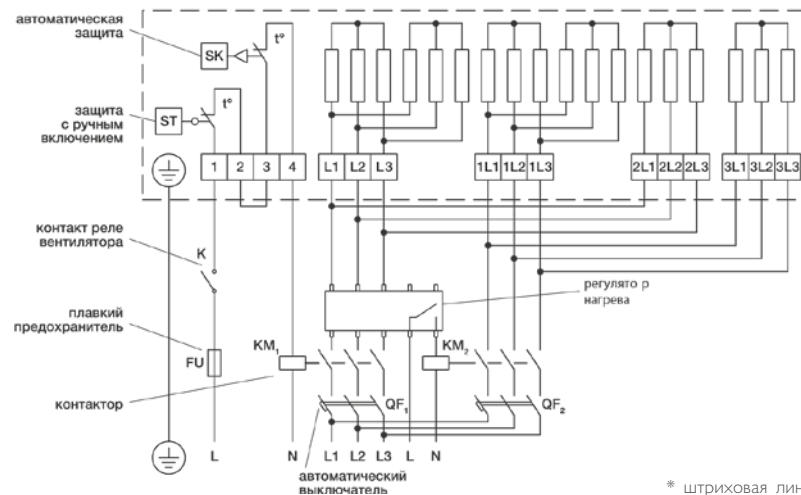 автоматическая
защита
SK
t°
защита
с ручным
включением
ST
t°
1 2 3 4
L1 L2 L3
1L1 1L2 1L3
2L1 2L2 2L3
3L1 3L2 3L3
контакт реле
вентилятора
K
регулято р
нагрева
плавкий
предохранитель
FU
KM1
KM2
контактор
QF1
QF2
L N L1 L2 L3 L N
автоматический
выключатель
* штриховая лин